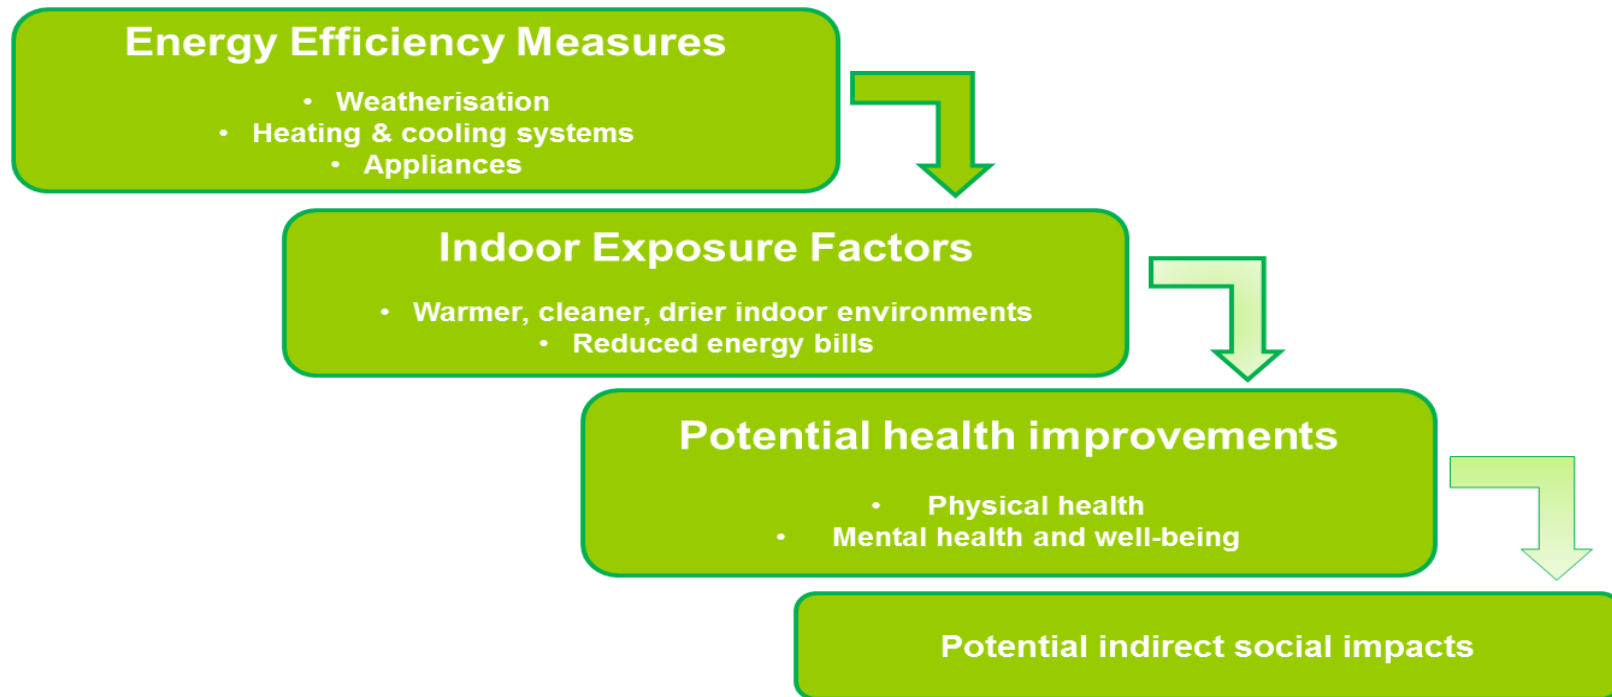 Energy Efficiency Measures
• Weatherisation
• Heating & cooling systems
• Appliances
Indoor Exposure Factors
• Warmer, cleaner, drier indoor environments
• Reduced energy bills
Potential health improvements
• Physical health
• Mental health and well-being
Potential indirect social impacts